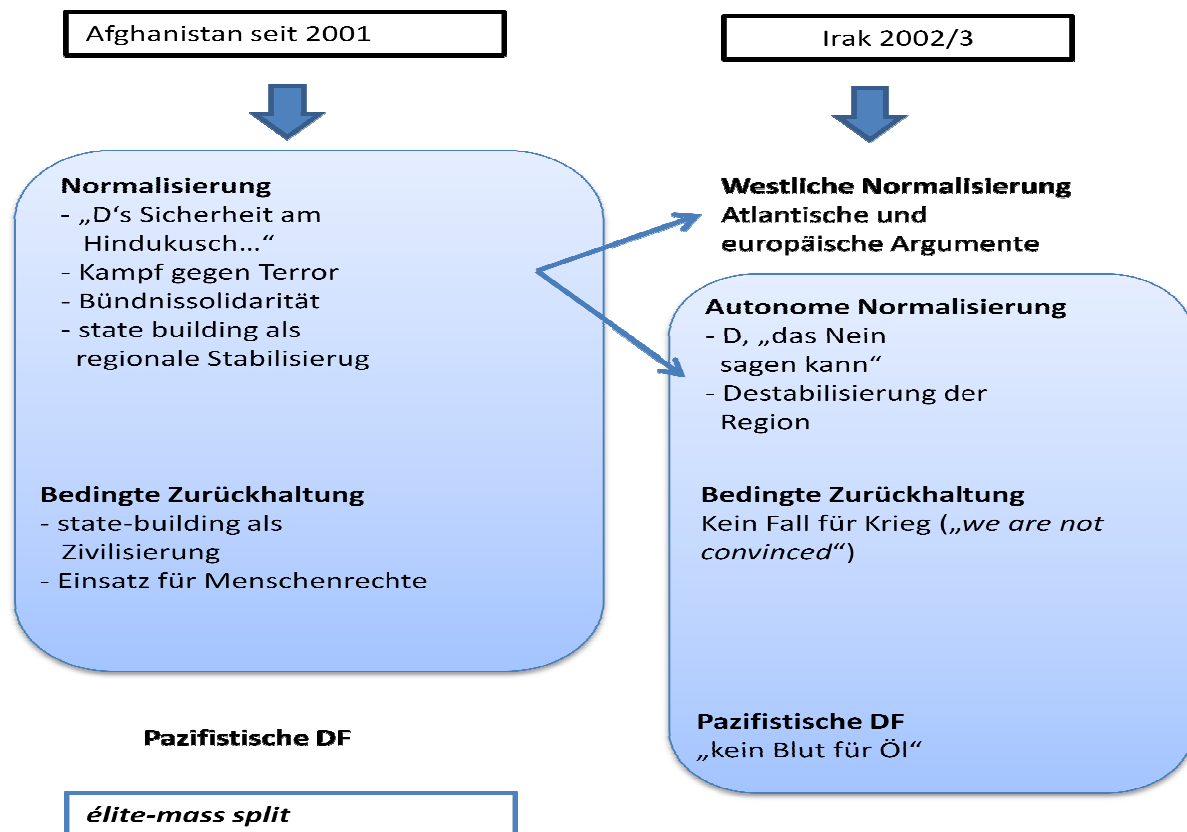 Afghanistan seit 2001
Normalisierung
- „D‘s Sicherheit am
Hindukusch...“
- Kampf gegen Terror
- Bündnissolidarität
- state building als
regionale Stabilisierug
Bedingte Zurückhaltung
- state-building als
Zivilisierung
- Einsatz für Menschenrechte
Pazifistische DF
élite-mass split
Irak 2002/3
Westliche Normalisierung
Atlantische und
europäische Argumente
Autonome Normalisierung
- D, „das Nein
sagen kann“
- Destabilisierung der
Region
Bedingte Zurückhaltung
Kein Fall für Krieg („we are not
convinced“)
Pazifistische DF
„kein Blut für Öl“